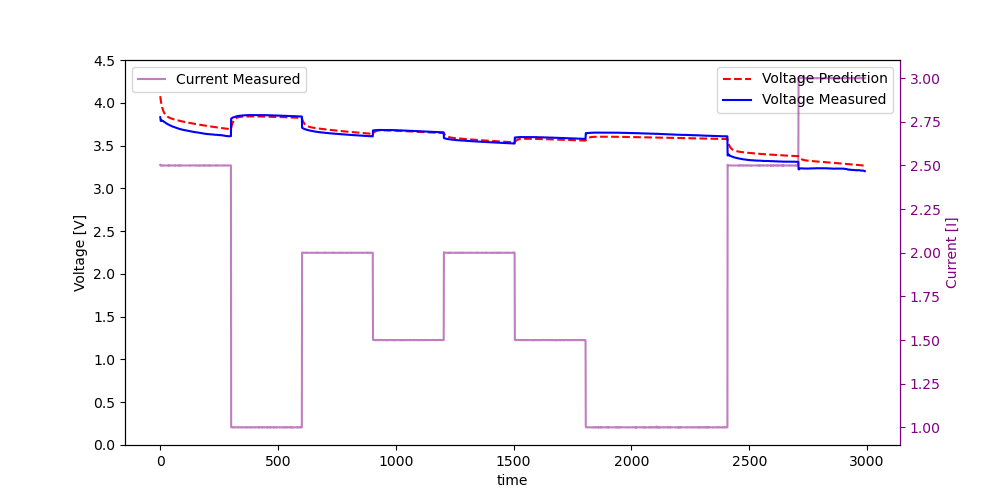 Current Measured
Voltage Prediction
Voltage Measured
Voltage [V]
4.5
4.0
3.5
3.0
2.5
2.0
1.5
1.0
0.5
0.0
0 500 1000 1500 2000 2500 3000
time
3.00
2.75
2.50
2.25
2.00
1.75
1.50
1.25
1.00
Current [I]